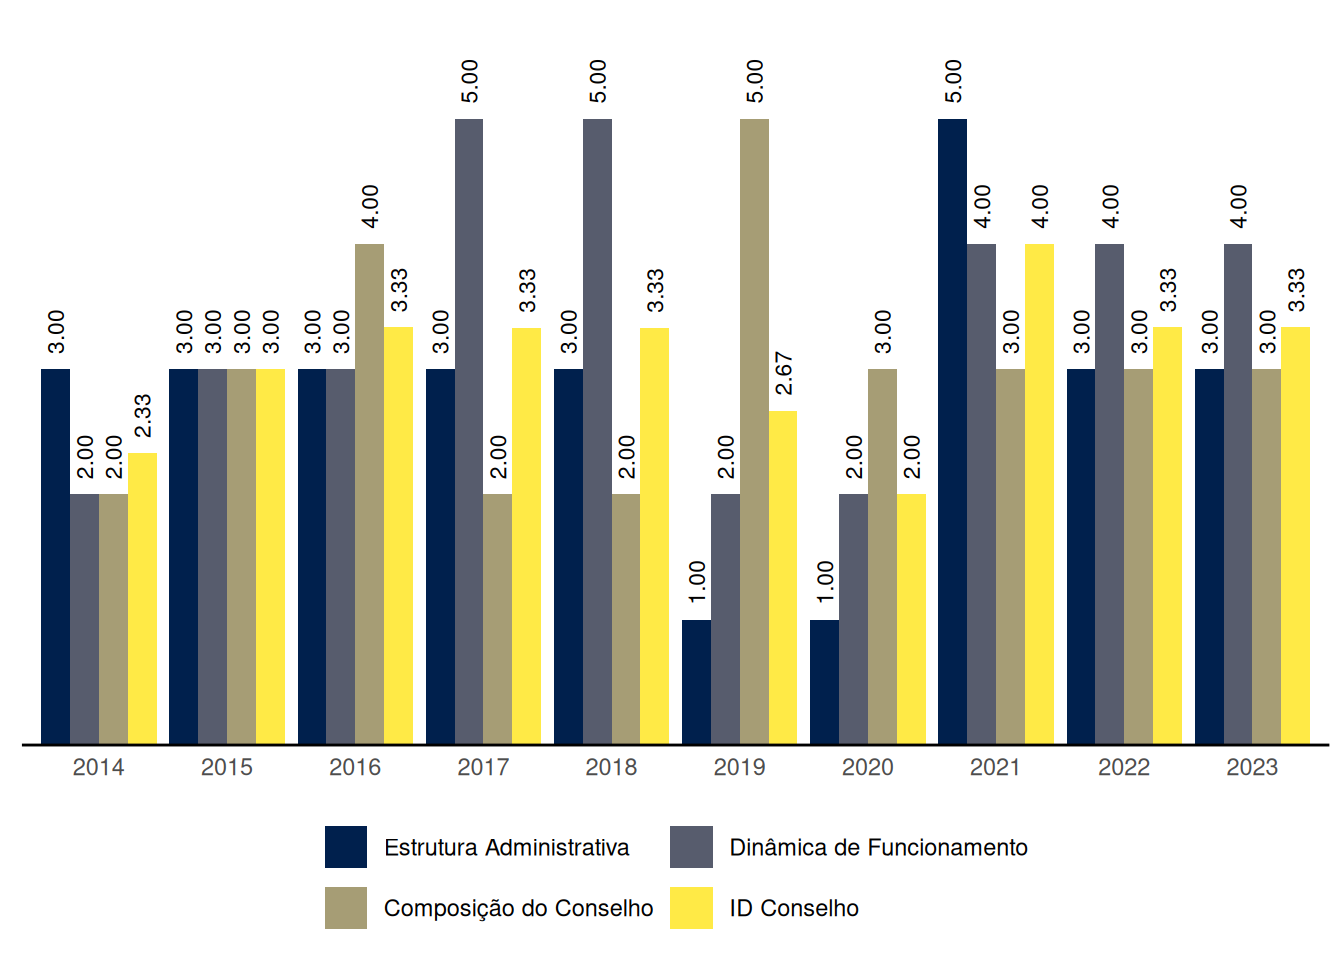 3.00 2.00 2.00 2.33
3.00 3.00 3.00 3.00
3.00 3.00 4.00 3.33
3.00 5.00 2.00 3.33
3.00 5.00 2.00 3.33
1.00 2.00 5.00 2.67
1.00 2.00 3.00 2.00
5.00 4.00 3.00 4.00
3.00 4.00 3.00 3.33
3.00 4.00 3.00 3.33
2014 2015 2016 2017 2018 2019 2020 2021 2022 2023
Estrutura Administrativa Dinâmica de Funcionamento
Composição do Conselho ID Conselho